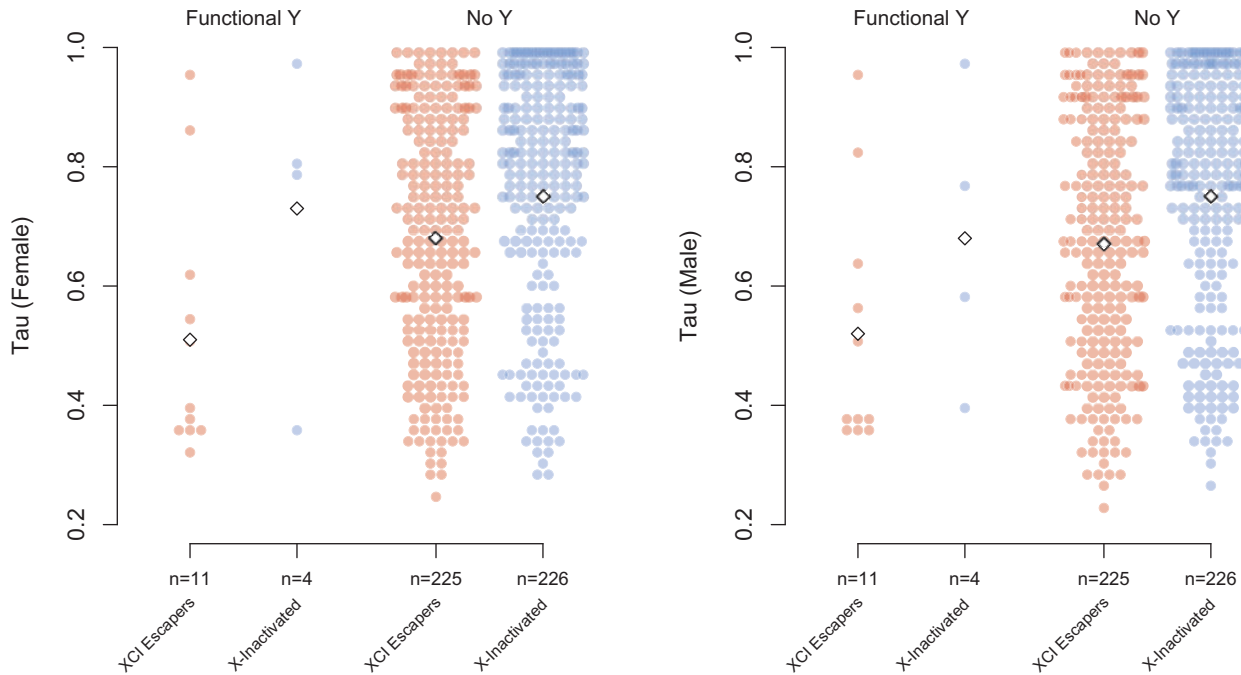 Functional Y No Y
Tau (Female)
1.0
0.8
0.6
0.4
0.2
n=11 n=4 n=225 n=226
XCI Escapers X-Inactivated XCI Escapers X-Inactivated
Functional Y No Y
Tau (Male)
1.0
0.8
0.6
0.4
0.2
n=11 n=4 n=225 n=226
XCI Escapers X-Inactivated XCI Escapers X-Inactivated